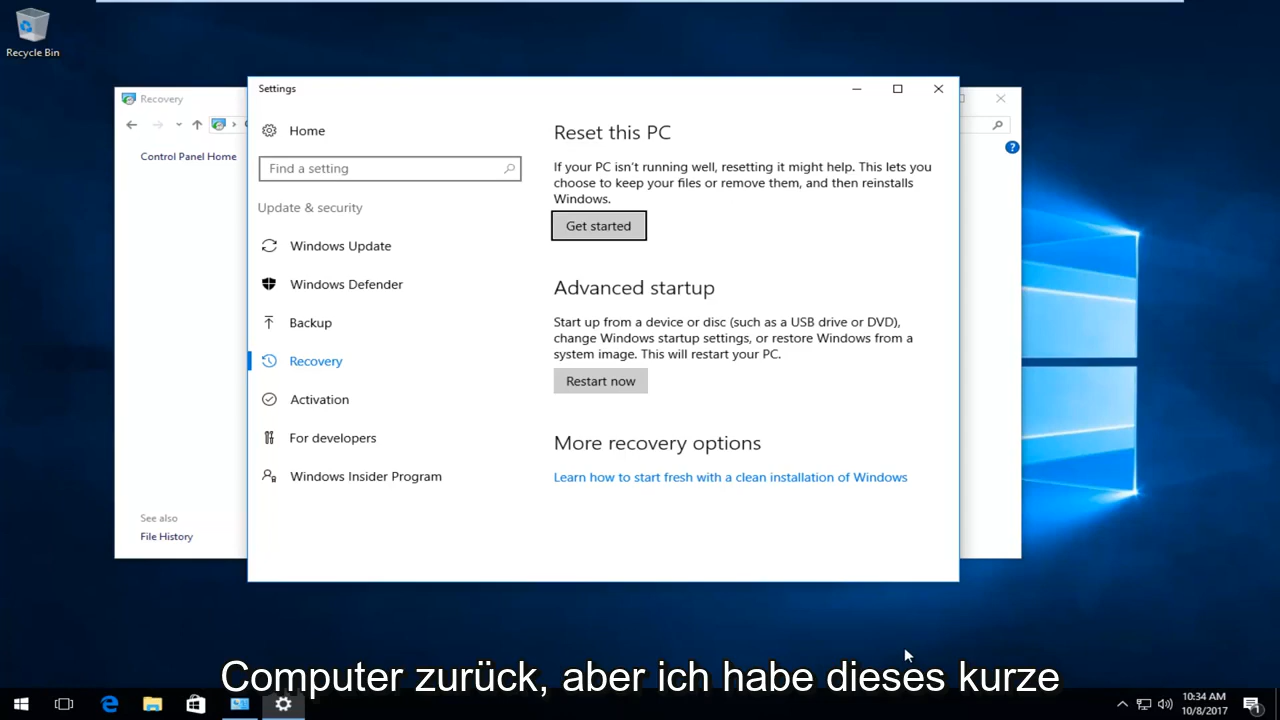 Recycle Bin
Recovery
Control Panel Home
See also
File History
Settings
Home
Find a setting
Update & security
Windows Update
Windows Defender
Backup
Recovery
Activation
For developers
Windows Insider Program
Reset this PC
If your PC isn't running well, resetting it might help. This lets you
choose to keep your files or remove them, and then reinstalls
Windows.
Get started
Advanced startup
Start up from a device or disc (such as a USB drive or DVD),
change Windows startup settings, or restore Windows from a
system image. This will restart your PC.
Restart now
More recovery options
Learn how to start fresh with a clean installation of Windows
Computer zurück, aber ich habe dieses kurze
10:34 AM
10/8/2017
1